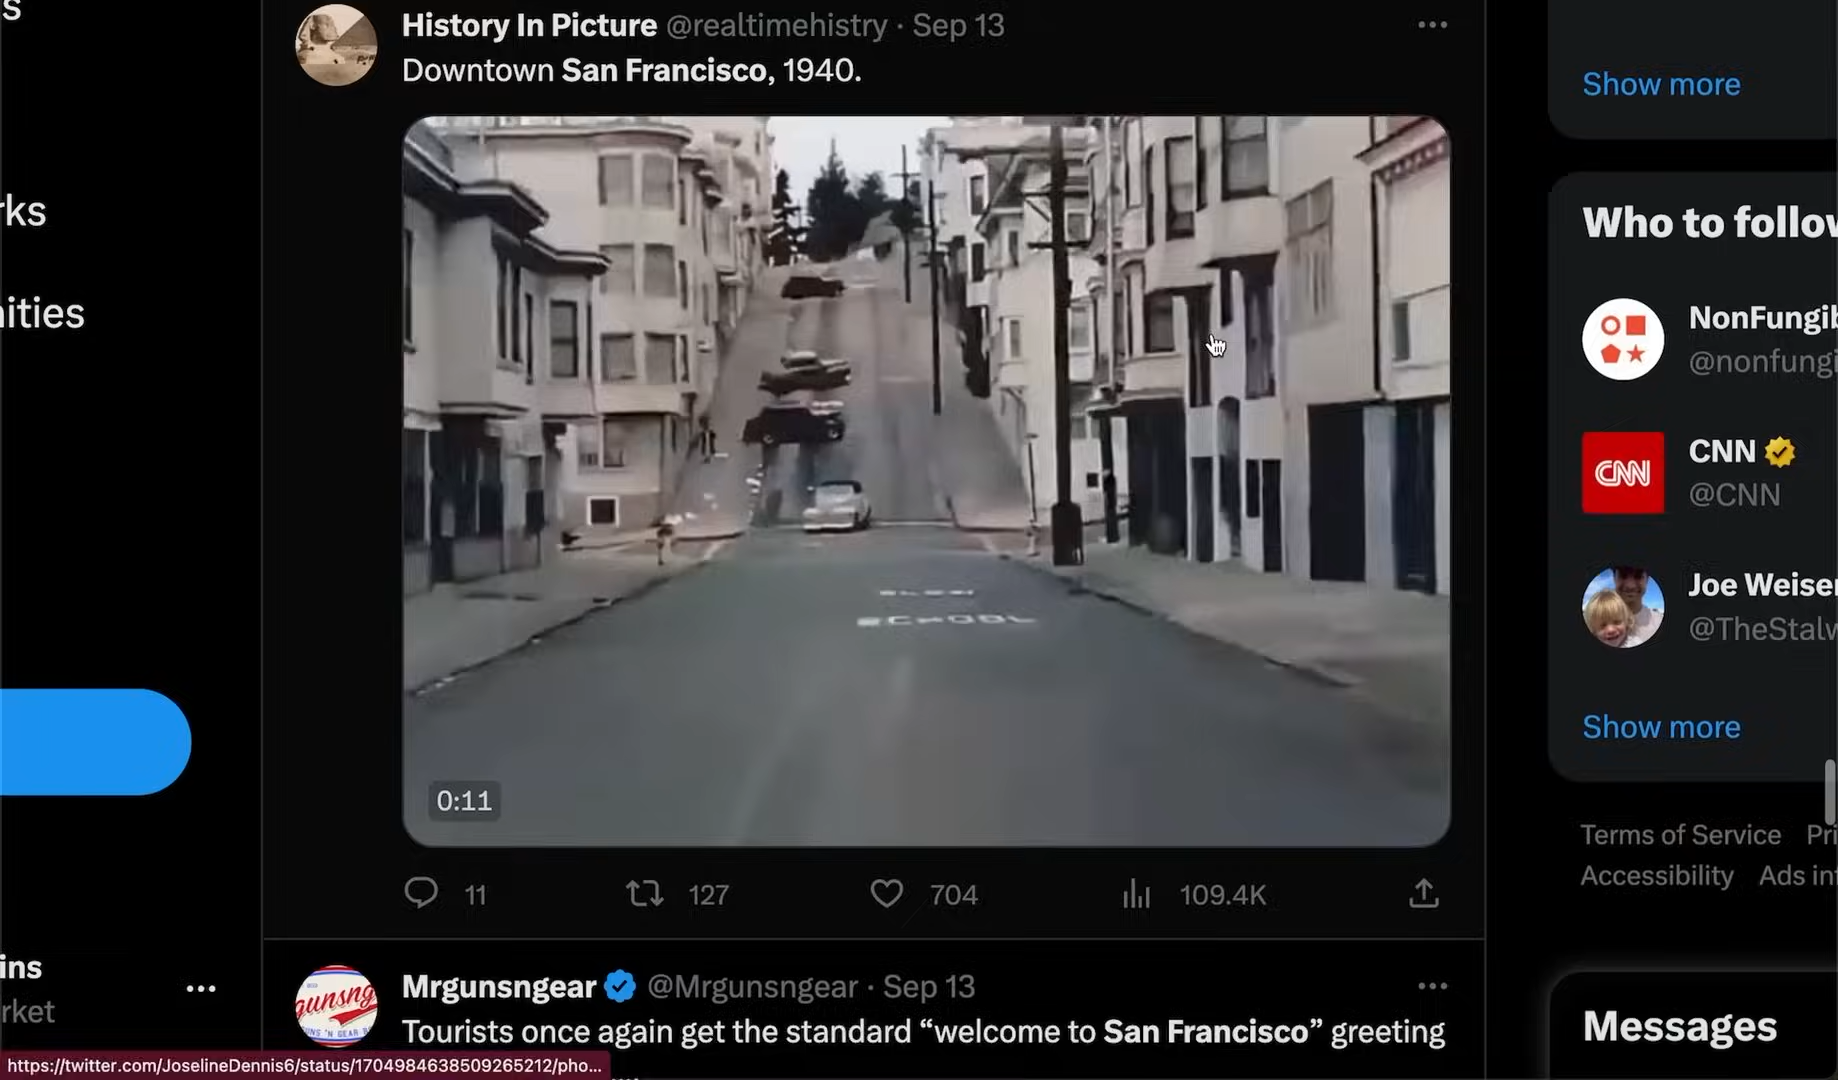 s
rks
ities
ins
rket
History In Picture @realtimehistry · Sep 13
Downtown San Francisco, 1940.
SCHOOL
0:11
11 127 704 109.4K
Mrgunsngear @Mrgunsngear · Sep 13
Tourists once again get the standard “welcome to San Francisco” greeting
https://twitter.com/JoselineDennis6/status/1704984638509265212/pho...
Show more
Who to follow
NonFungib
@nonfungi
CNN
CNN
@CNN
Joe Weisen
@TheStalw
Show more
Terms of Service Pri
Accessibility Ads in
Messages